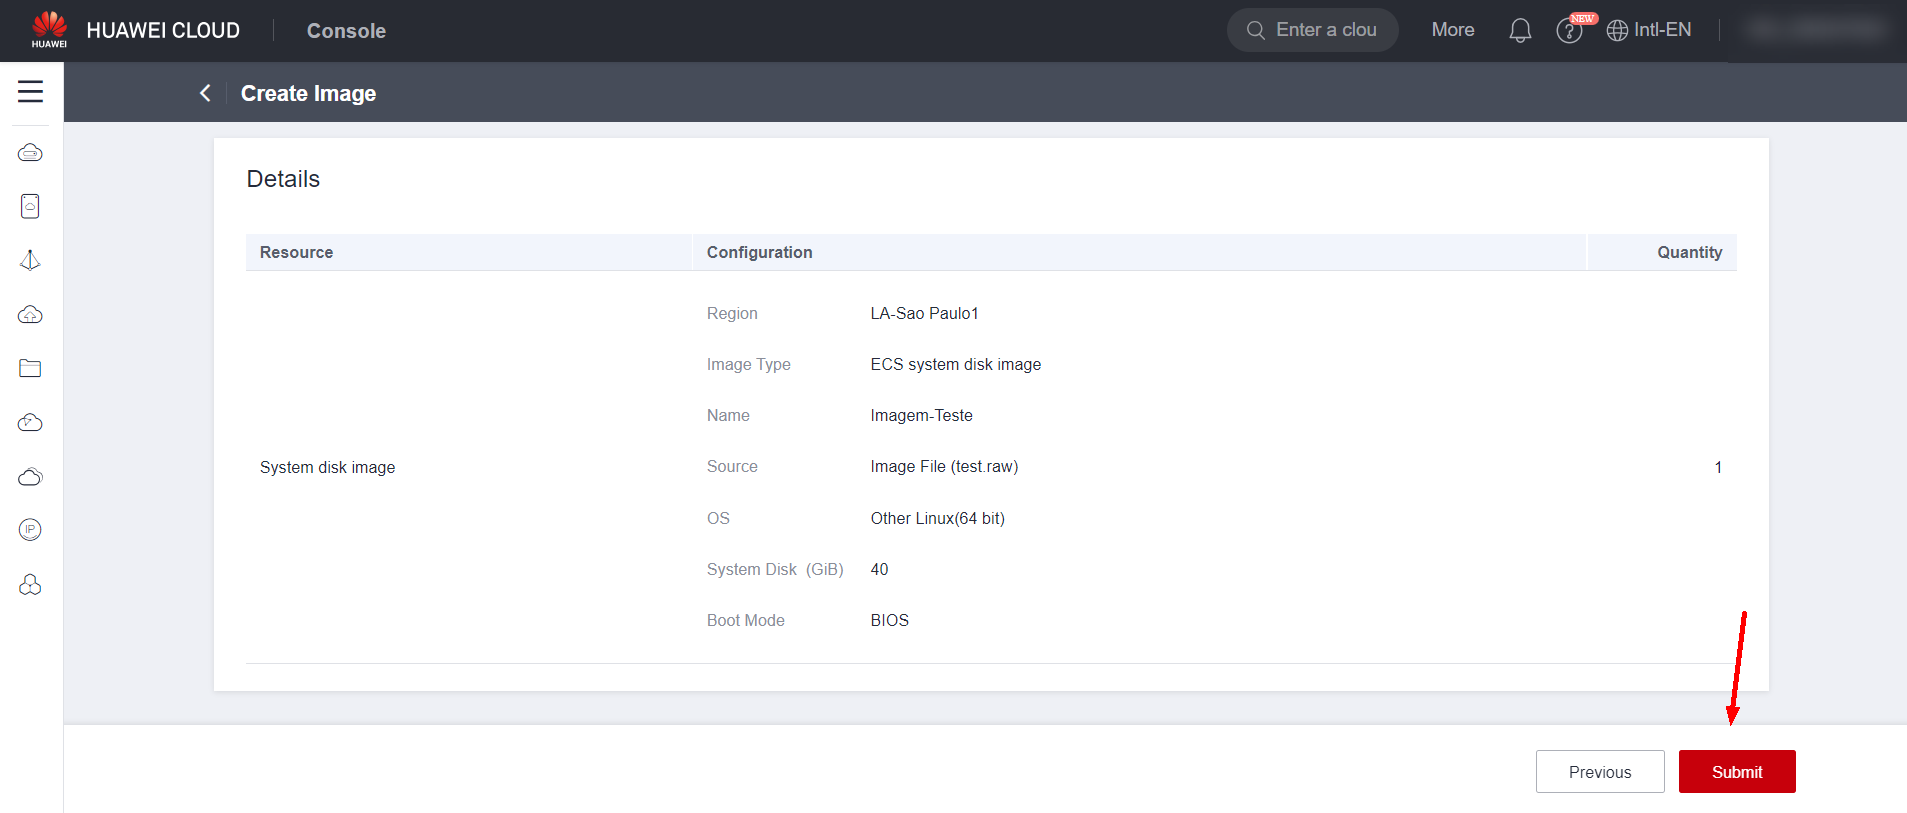 HUAWEI
HUAWEI CLOUD
Console
Enter a clou
More
NEW
?
Intl-EN
Create Image
Details
Resource Configuration Quantity
Region LA-Sao Paulo1
Image Type ECS system disk image
Name Imagem-Teste
System disk image Source Image File (test.raw) 1
OS Other Linux(64 bit)
System Disk (GiB) 40
Boot Mode BIOS
IP
Previous
Submit